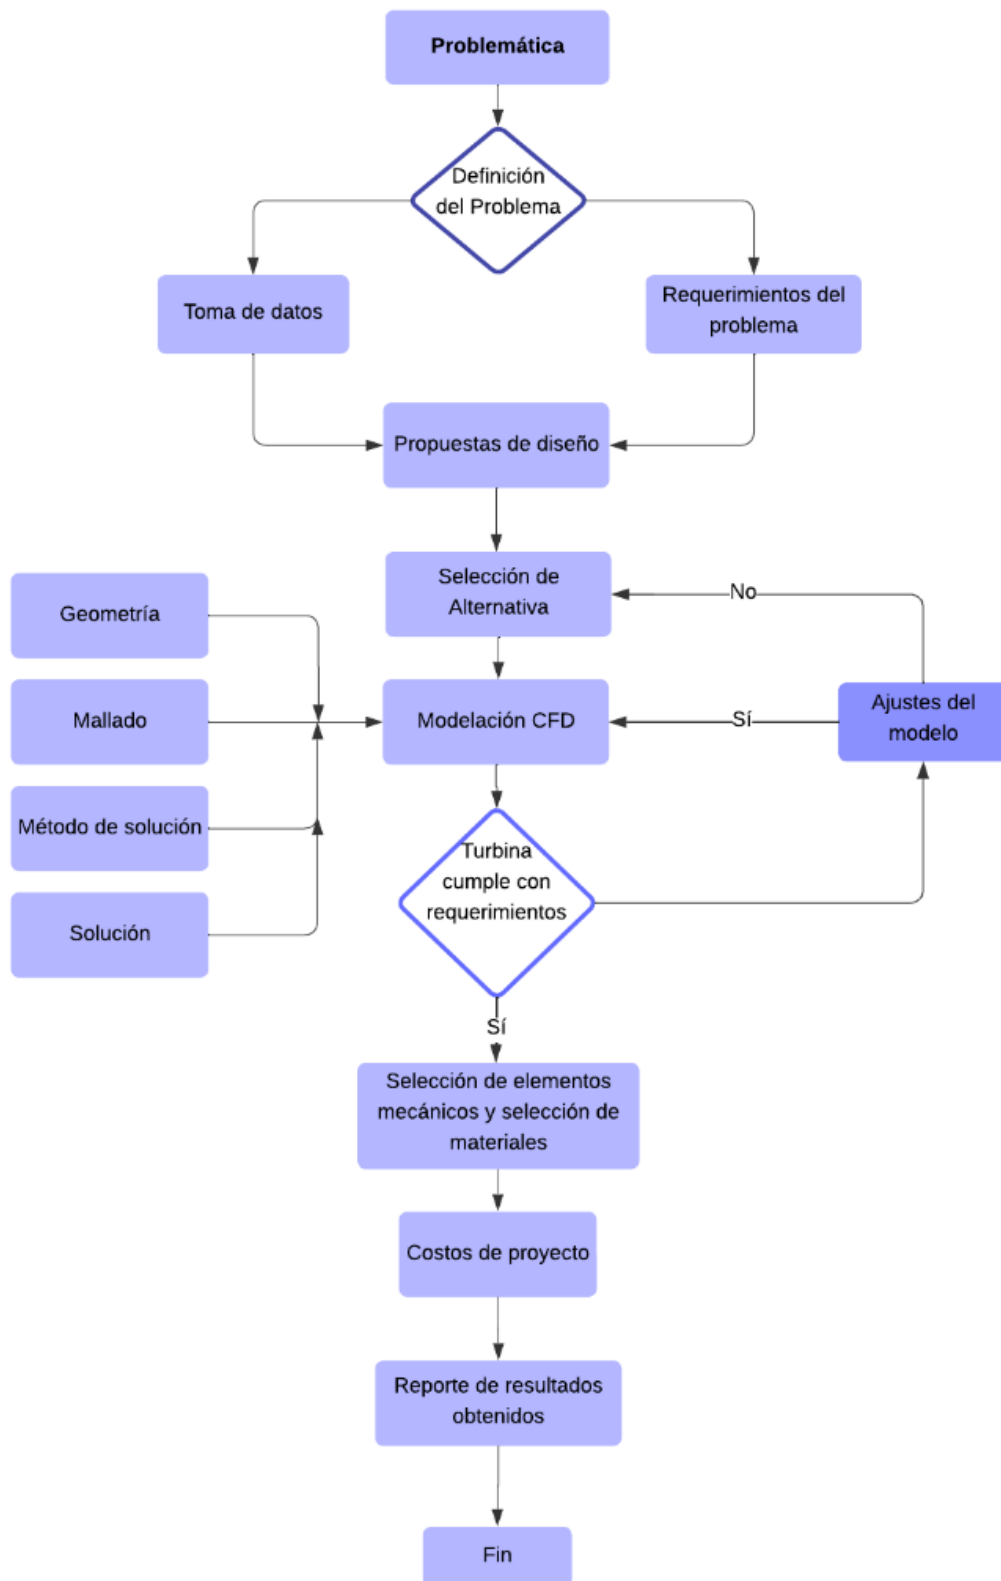 Problemática
Definición
del Problema
Toma de datos
Requerimientos del
problema
Propuestas de diseño
Selección de
Alternativa
No
Geometría
Mallado
Modelación CFD
Sí
Ajustes del
modelo
Método de solución
Solución
Turbina
cumple con
requerimientos
Sí
Selección de elementos
mecánicos y selección de
materiales
Costos de proyecto
Reporte de resultados
obtenidos
Fin